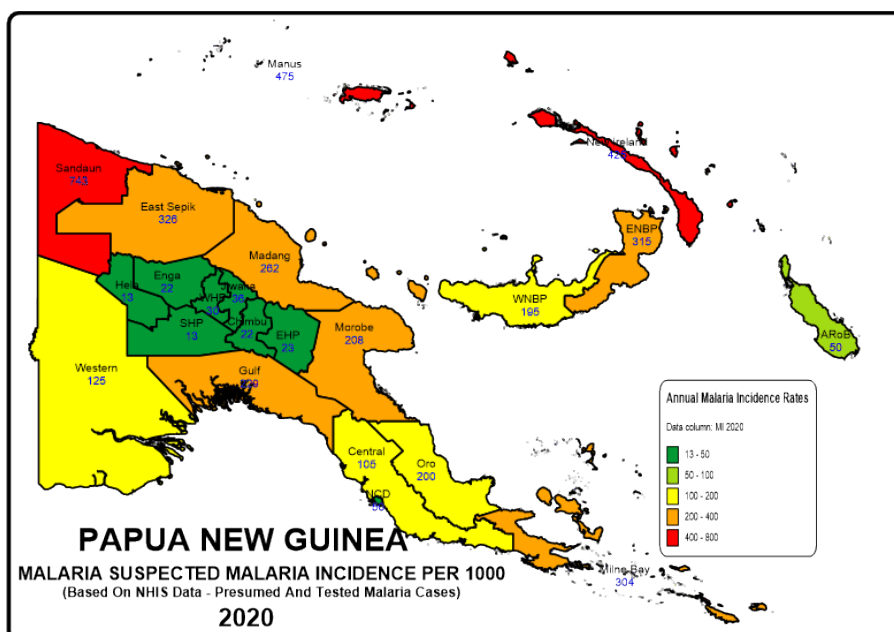 Manus
475
New Ireland
Sandaun
743
East Sepik
326
ENBP
315
Madang
262
Enga
22
Hela
13
Jiwaka
36
WHP
30
WNBP
195
SHP
13
Chimbu
22
EHP
23
Morobe
208
ARoB
50
Western
125
Gulf
Central
105
Oro
200
NCD
Milne Bay
304
Annual Malaria Incidence Rates
Data column: MI 2020
13 - 50
50 - 100
100 - 200
200 - 400
400 - 800
PAPUA NEW GUINEA
MALARIA SUSPECTED MALARIA INCIDENCE PER 1000
(Based On NHIS Data - Presumed And Tested Malaria Cases)
2020